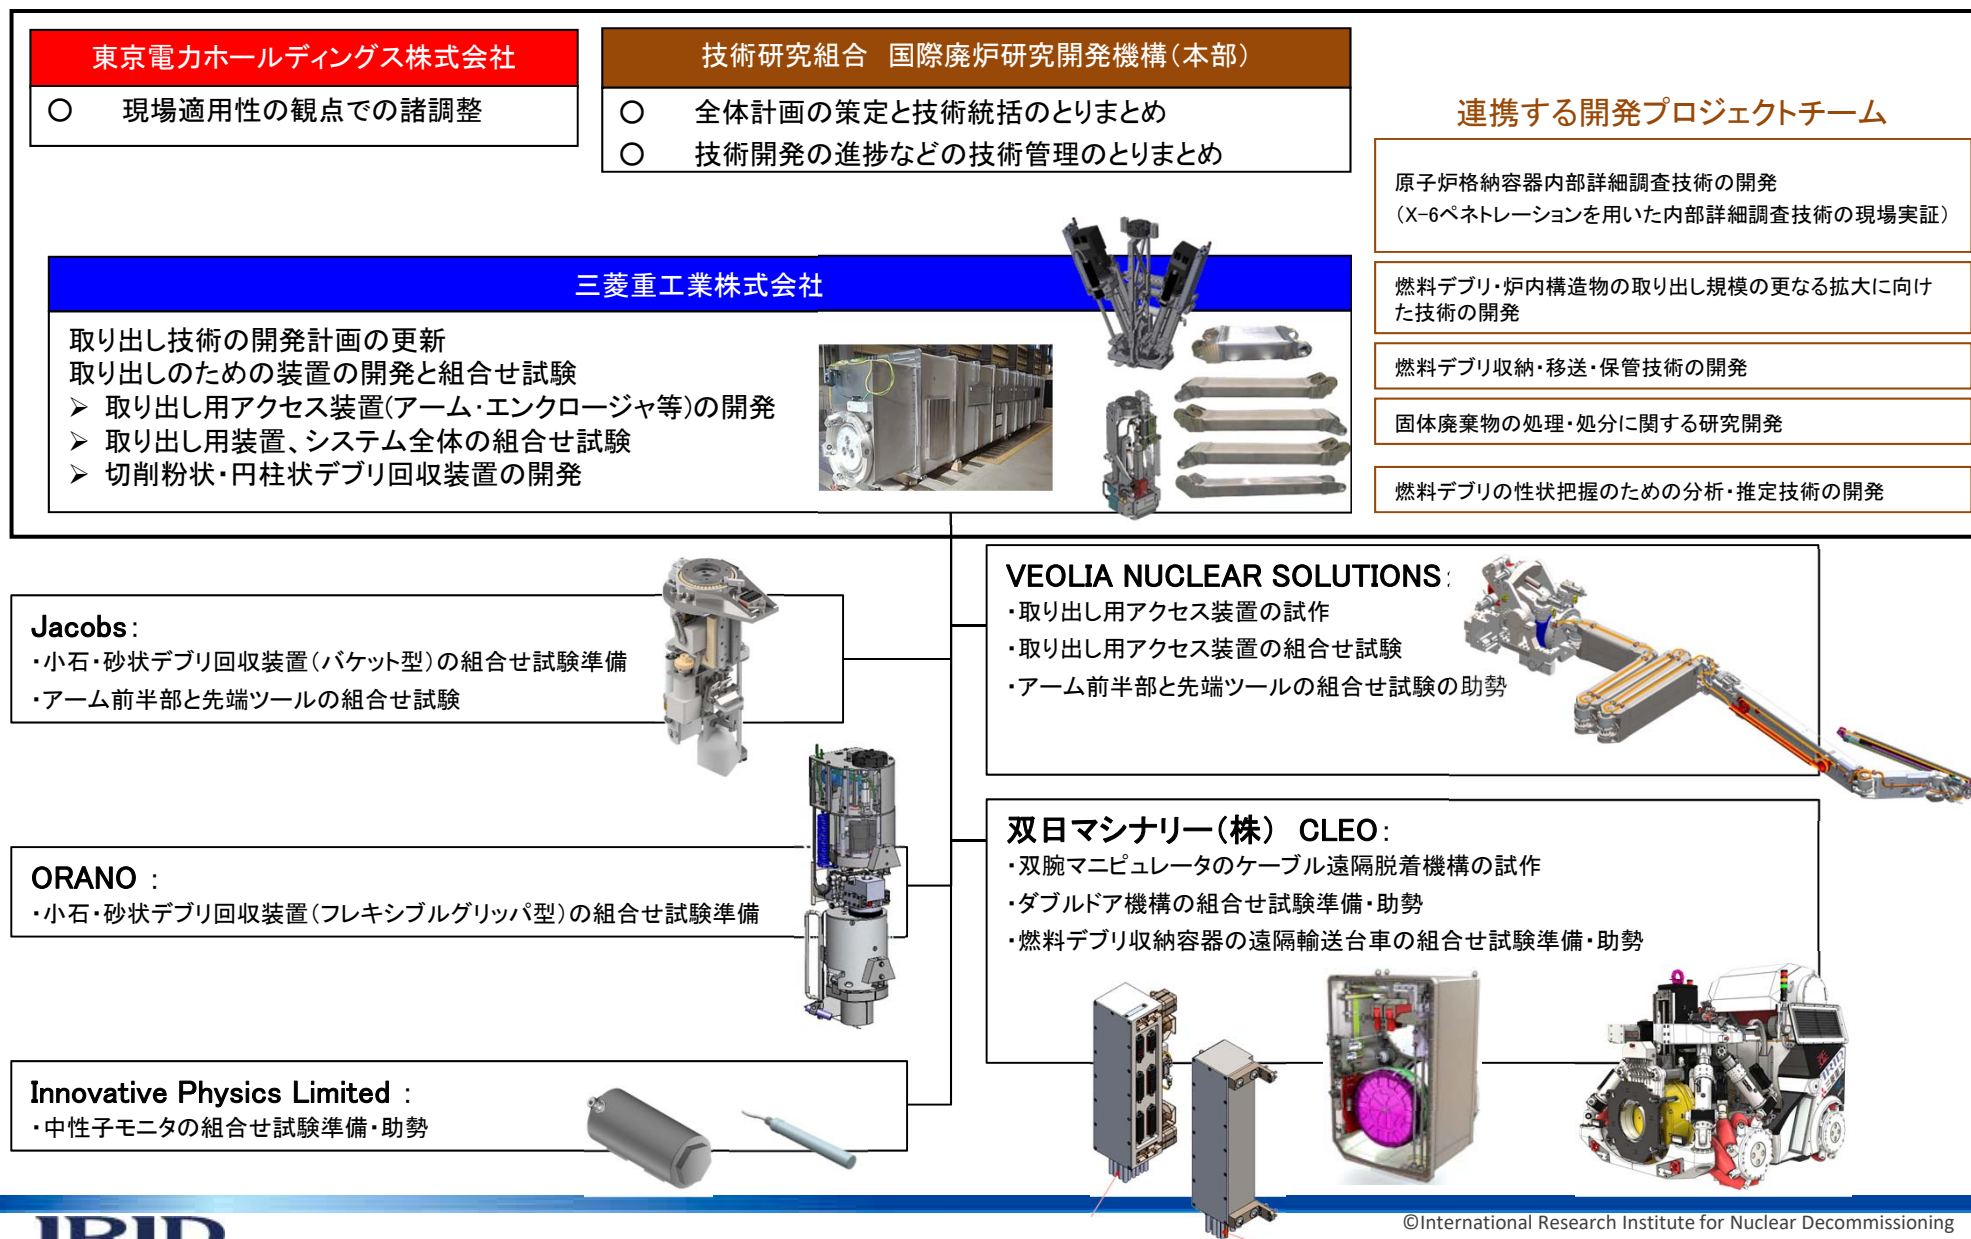 東京電力ホールディングス株式会社
○ 現場適用性の観点での諸調整
技術研究組合 国際廃炉研究開発機構(本部)
○ 全体計画の策定と技術統括のとりまとめ
○ 技術開発の進捗などの技術管理のとりまとめ
連携する開発プロジェクトチーム
原子炉格納容器内部詳細調査技術の開発
(X-6ペネトレーションを用いた内部詳細調査技術の現場実証)
燃料デブリ・炉内構造物の取り出し規模の更なる拡大に向け
た技術の開発
燃料デブリ収納・移送・保管技術の開発
固体廃棄物の処理・処分に関する研究開発
燃料デブリの性状把握のための分析・推定技術の開発
三菱重工業株式会社
取り出し技術の開発計画の更新
取り出しのための装置の開発と組合せ試験
➢ 取り出し用アクセス装置(アーム・エンクロージャ等)の開発
➢ 取り出し用装置、システム全体の組合せ試験
➢ 切削粉状・円柱状デブリ回収装置の開発
Jacobs:
・小石・砂状デブリ回収装置(バケット型)の組合せ試験準備
・アーム前半部と先端ツールの組合せ試験
ORANO :
・小石・砂状デブリ回収装置(フレキシブルグリッパ型)の組合せ試験準備
Innovative Physics Limited :
・中性子モニタの組合せ試験準備・助勢
VEOLIA NUCLEAR SOLUTIONS:
・取り出し用アクセス装置の試作
・取り出し用アクセス装置の組合せ試験
・アーム前半部と先端ツールの組合せ試験の助勢
双日マシナリー(株) CLEO:
・双腕マニピュレータのケーブル遠隔脱着機構の試作
・ダブルドア機構の組合せ試験準備・助勢
・燃料デブリ収納容器の遠隔輸送台車の組合せ試験準備・助勢
IRID
©International Research Institute for Nuclear Decommissioning